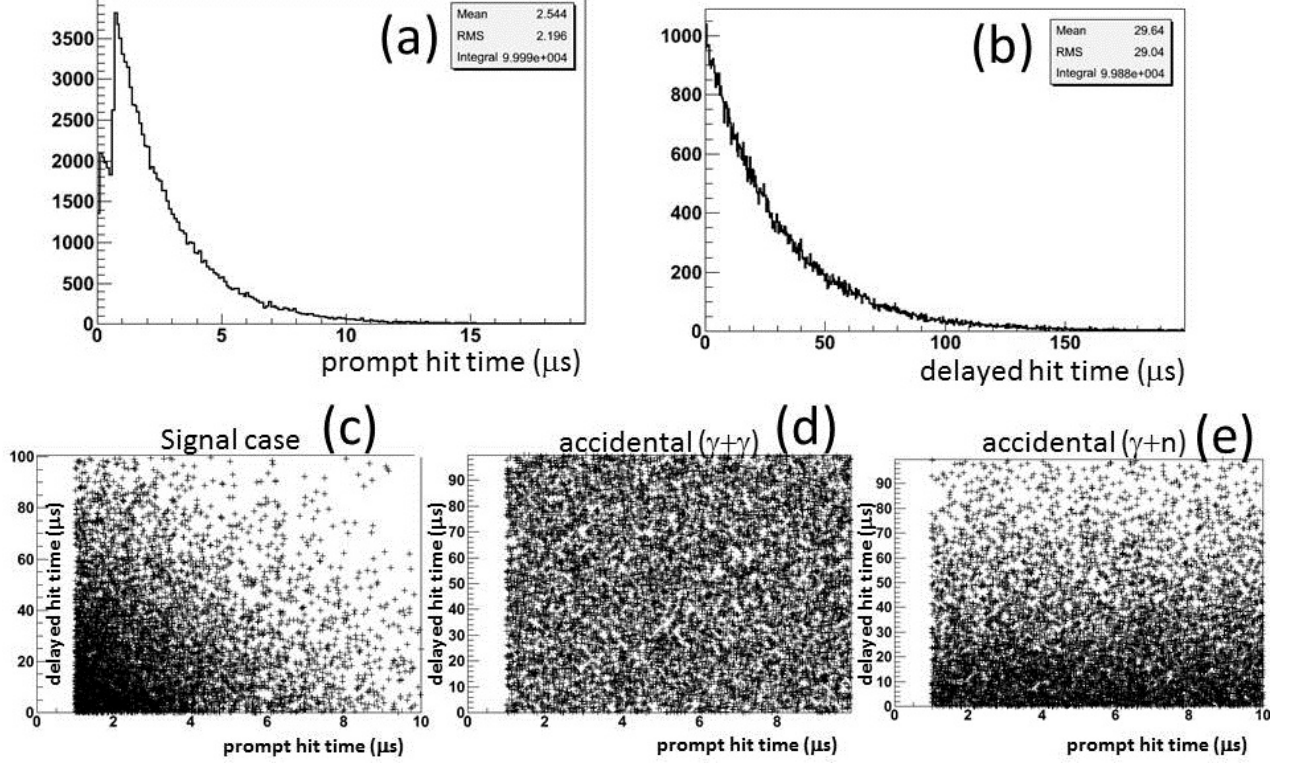 (a)
Mean 2.544
RMS 2.196
Integral 9.999e+004
3500
3000
2500
2000
1500
1000
500
0
0 5 10 15
prompt hit time (μs)
(b)
Mean 29.64
RMS 29.04
Integral 9.988e+004
1000
800
600
400
200
0
0 50 100 150
delayed hit time (μs)
Signal case (c)
100
80
60
40
20
0
0 2 4 6 8 10
delayed hit time (μs)
prompt hit time (μs)
accidental (γ+γ) (d)
90
80
70
60
50
40
30
20
10
0
0 2 4 6 8
delayed hit time (μs)
prompt hit time (μs)
accidental (γ+n) (e)
90
80
70
60
50
40
30
20
10
0
0 2 4 6 8 10
delayed hit time (μs)
prompt hit time (μs)